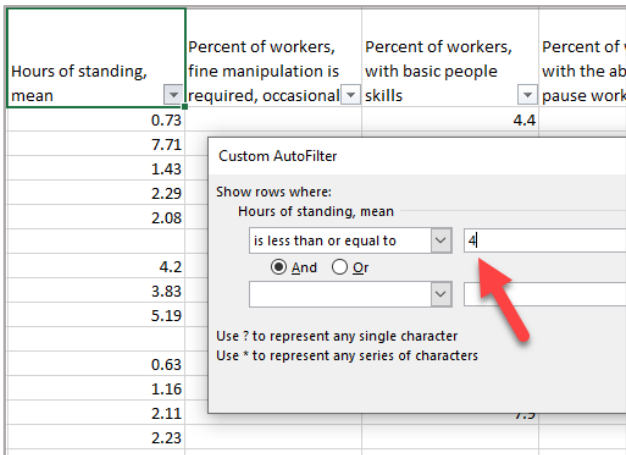 Hours of standing,
mean
Percent of workers,
fine manipulation is
required, occasional
Percent of workers,
with basic people
skills
Percent of
with the ab
pause work
0.73
4.4
7.71
1.43
2.29
2.08
4.2
3.83
5.19
0.63
1.16
2.11
2.23
Custom AutoFilter
Show rows where:
Hours of standing, mean
is less than or equal to
4
And
Or
Use ? to represent any single character
Use * to represent any series of characters